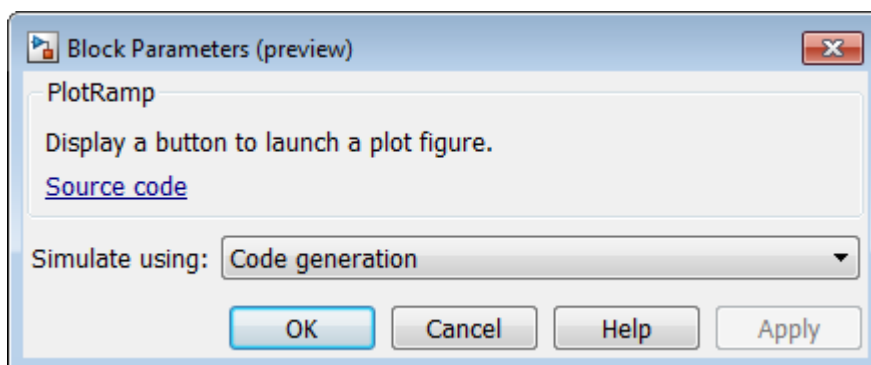 Block Parameters (preview)
PlotRamp
Display a button to launch a plot figure.
Source code
Simulate using: Code generation
OK Cancel Help Apply